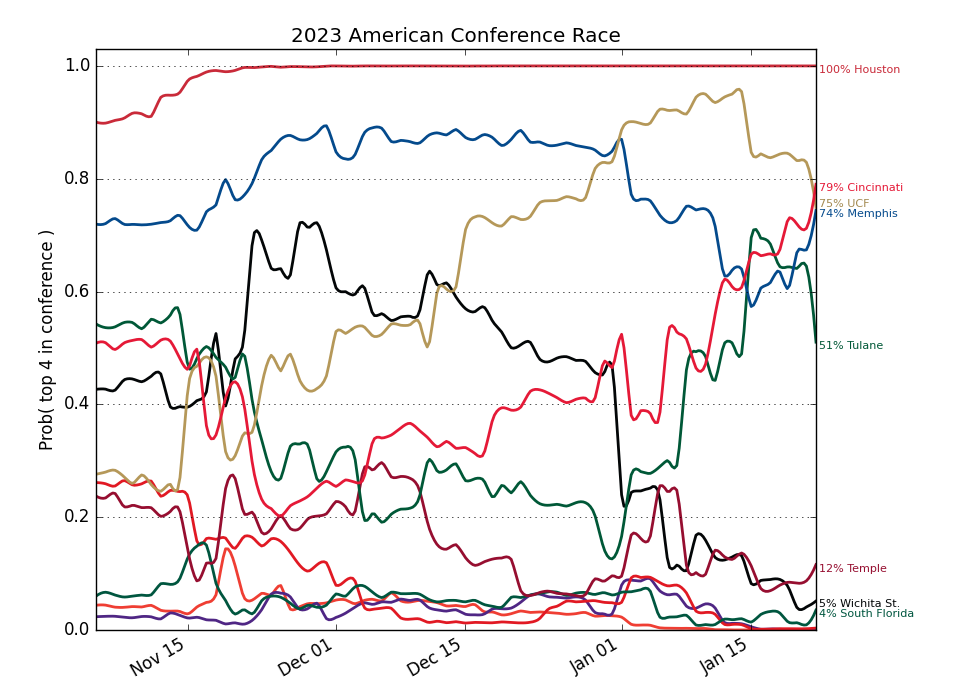 2023 American Conference Race
Prob( top 4 in conference )
1.0
0.8
0.6
0.4
0.2
0.0
Nov 15
Dec 01
Dec 15
Jan 01
Jan 15
100% Houston
79% Cincinnati
75% UCF
74% Memphis
51% Tulane
12% Temple
5% Wichita St.
4% South Florida